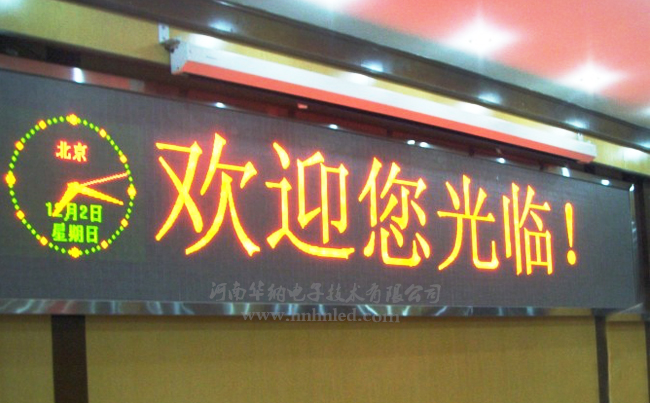 北京
12月2日
星期日
欢迎您光临!
河南华纳电子技术有限公司
www.hnhnled.com